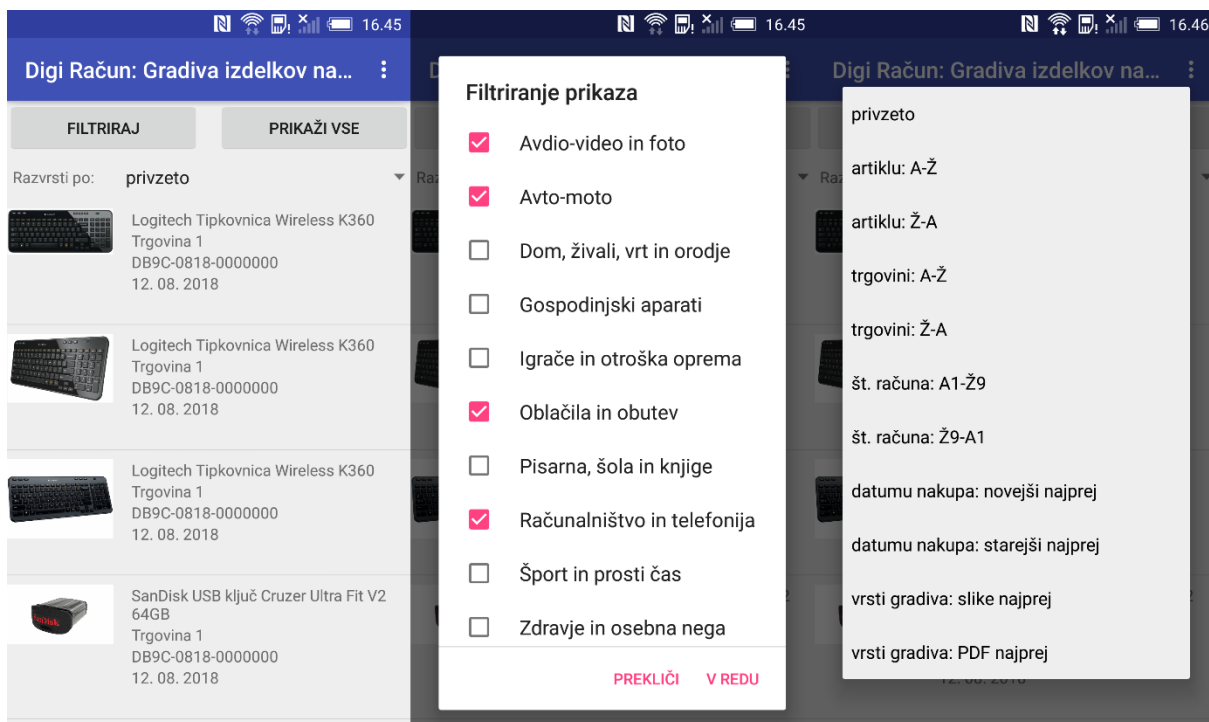 16.45
Digi Račun: Gradiva izdelkov na...
FILTRIRAJ
PRIKAŽI VSE
Razvrsti po:
privzeto
Logitech Tipkovnica Wireless K360
Trgovina 1
DB9C-0818-0000000
12. 08. 2018
Logitech Tipkovnica Wireless K360
Trgovina 1
DB9C-0818-0000000
12. 08. 2018
Logitech Tipkovnica Wireless K360
Trgovina 1
DB9C-0818-0000000
12. 08. 2018
SanDisk
SanDisk USB ključ Cruzer Ultra Fit V2
64GB
Trgovina 1
DB9C-0818-0000000
12. 08. 2018
16.45
Filtriranje prikaza
Avdio-video in foto
Avto-moto
Dom, živali, vrt in orodje
Gospodinjski aparati
Igrače in otroška oprema
Oblačila in obutev
Pisarna, šola in knjige
Računalništvo in telefonija
Šport in prosti čas
Zdravje in osebna nega
PREKLIČI
V REDU
16.46
Digi Račun: Gradiva izdelkov na...
privzeto
artiklu: A-Ž
artiklu: Ž-A
trgovini: A-Ž
trgovini: Ž-A
št. računa: A1-Ž9
št. računa: Ž9-A1
datumu nakupa: novejši najprej
datumu nakupa: starejši najprej
vrsti gradiva: slike najprej
vrsti gradiva: PDF najprej